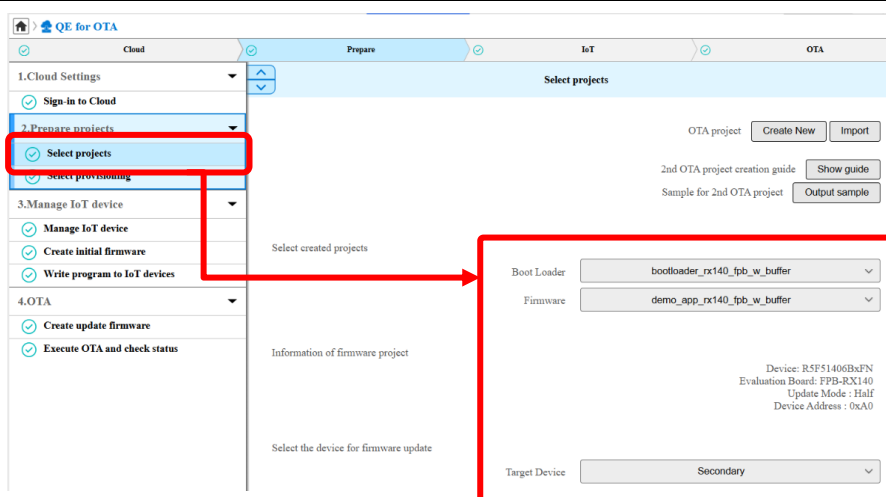 QE for OTA
Cloud
Prepare
IoT
OTA
1.Cloud Settings
Sign-in to Cloud
2.Prepare projects
Select projects
Select provisioning
3.Manage IoT device
Manage IoT device
Create initial firmware
Write program to IoT devices
4.OTA
Create update firmware
Execute OTA and check status
Select projects
OTA project Create New Import
2nd OTA project creation guide Show guide
Sample for 2nd OTA project Output sample
Select created projects
Boot Loader bootloader_rx140_fpb_w_buffer
Firmware demo_app_rx140_fpb_w_buffer
Information of firmware project
Device: R5F51406BxFN
Evaluation Board: FPB-RX140
Update Mode : Half
Device Address : 0xA0
Select the device for firmware update
Target Device Secondary